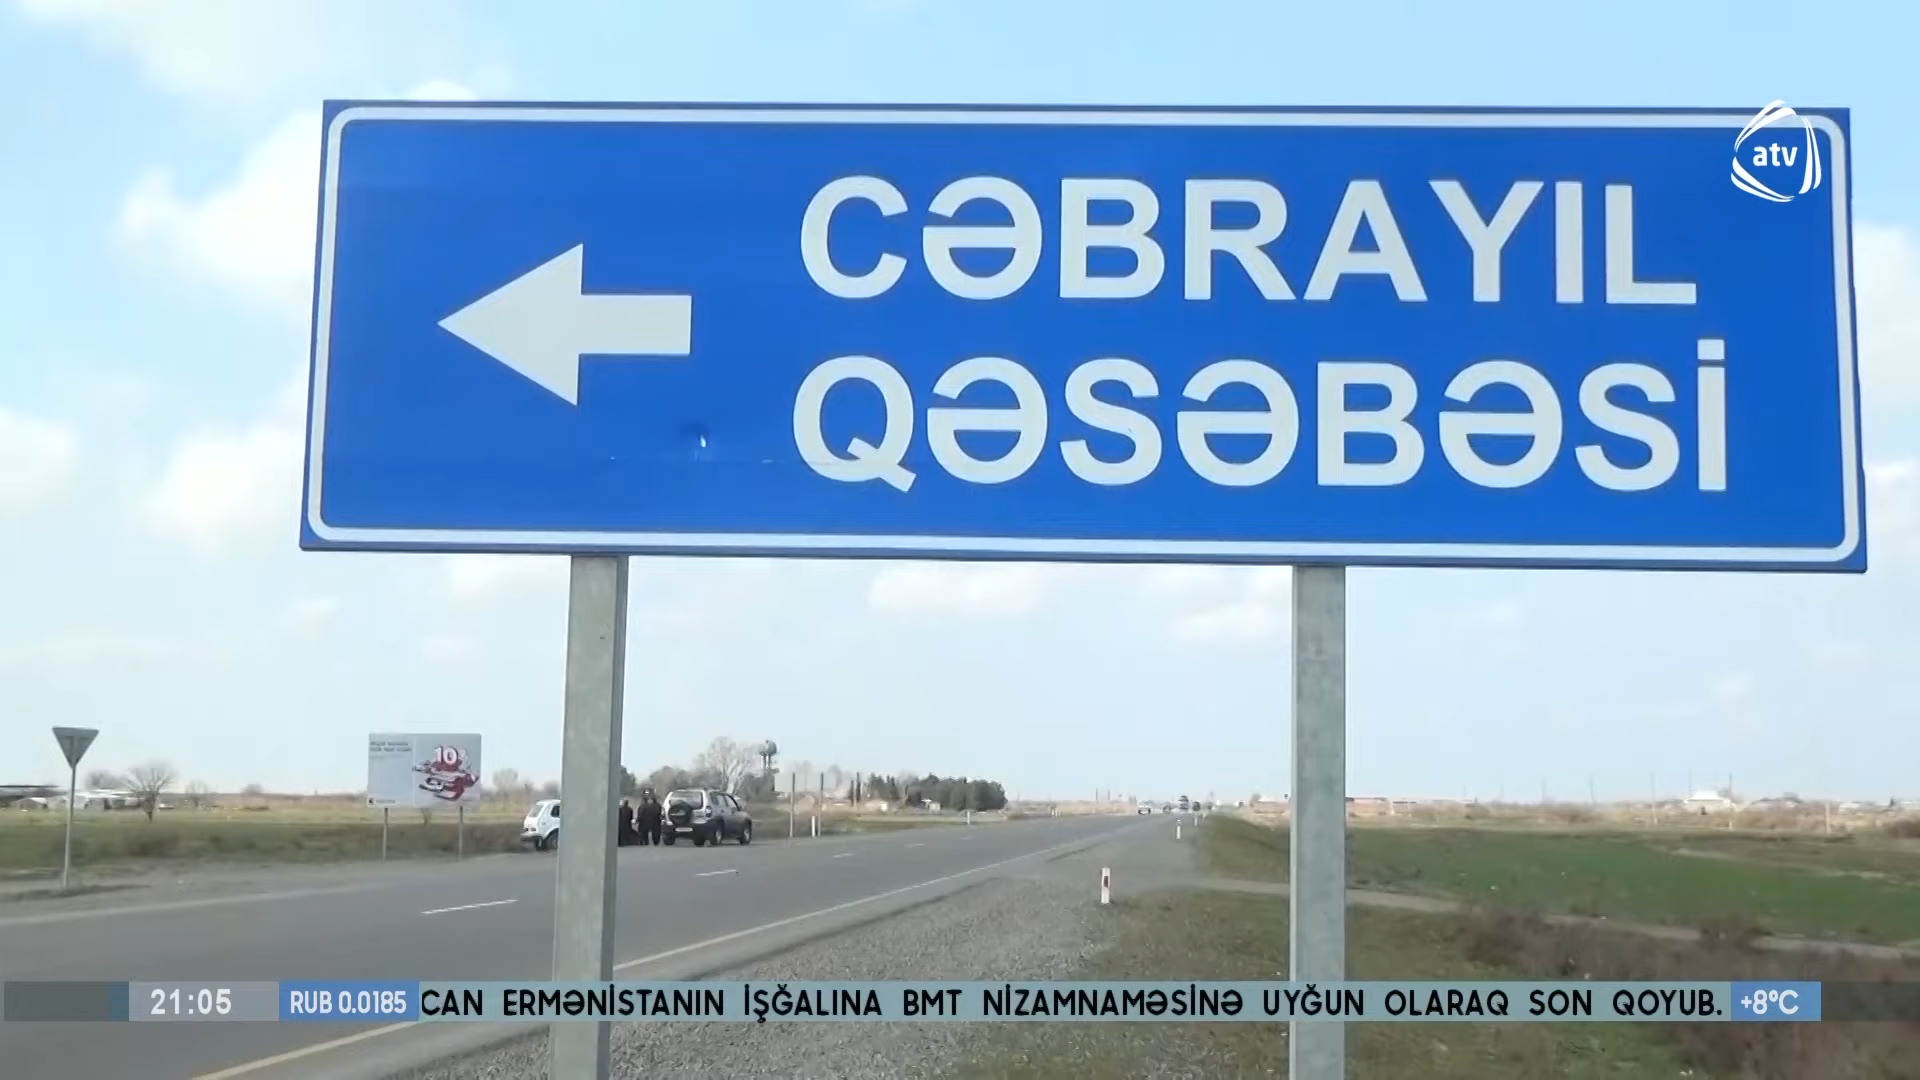 atv
CƏBRAYIL
QƏSƏBƏSİ
10
21:05
RUB 0.0185
CAN ERMƏNİSTANIN İŞĞALINA BMT NİZAMNAMƏSİNƏ UYĞUN OLARAQ SON QOYUB.
+8°C